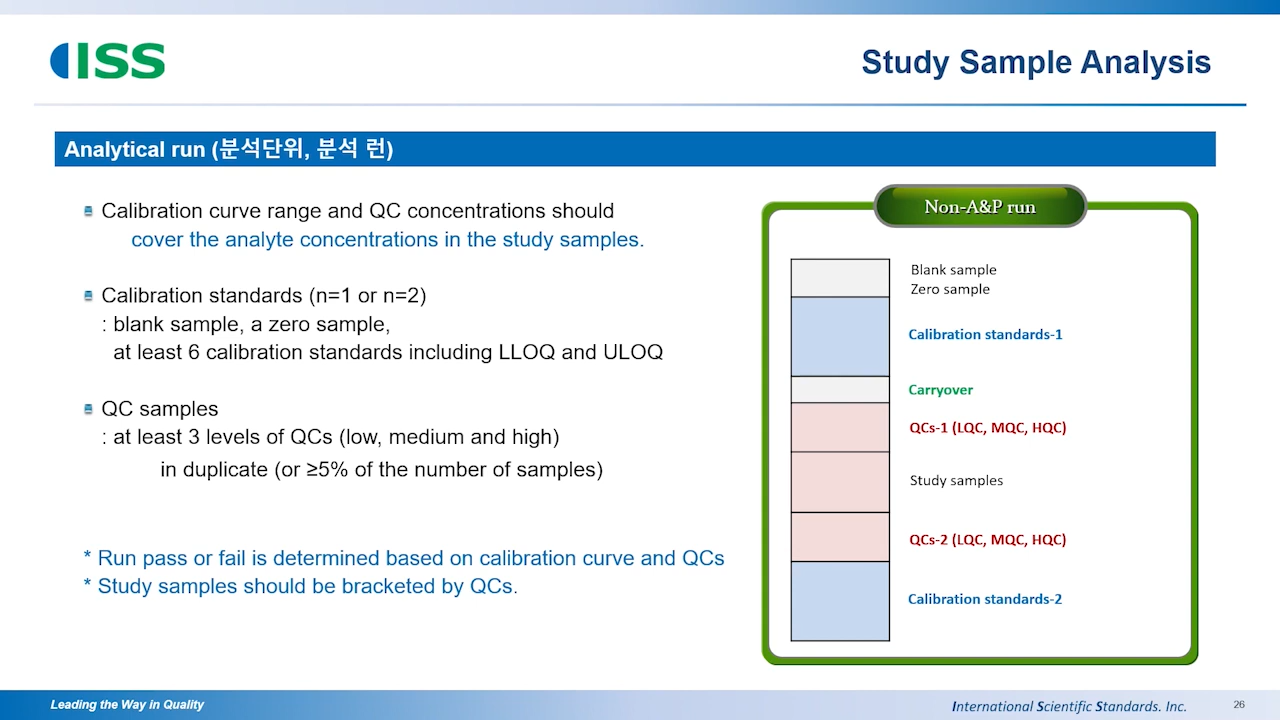 ISS
Study Sample Analysis
Analytical run (분석단위, 분석 런)
Calibration curve range and QC concentrations should
cover the analyte concentrations in the study samples.
Calibration standards (n=1 or n=2)
: blank sample, a zero sample,
at least 6 calibration standards including LLOQ and ULOQ
QC samples
: at least 3 levels of QCs (low, medium and high)
in duplicate (or ≥5% of the number of samples)
* Run pass or fail is determined based on calibration curve and QCs
* Study samples should be bracketed by QCs.
Non-A&P run
Blank sample
Zero sample
Calibration standards-1
Carryover
QCs-1 (LQC, MQC, HQC)
Study samples
QCs-2 (LQC, MQC, HQC)
Calibration standards-2
Leading the Way in Quality
International Scientific Standards. Inc.
26